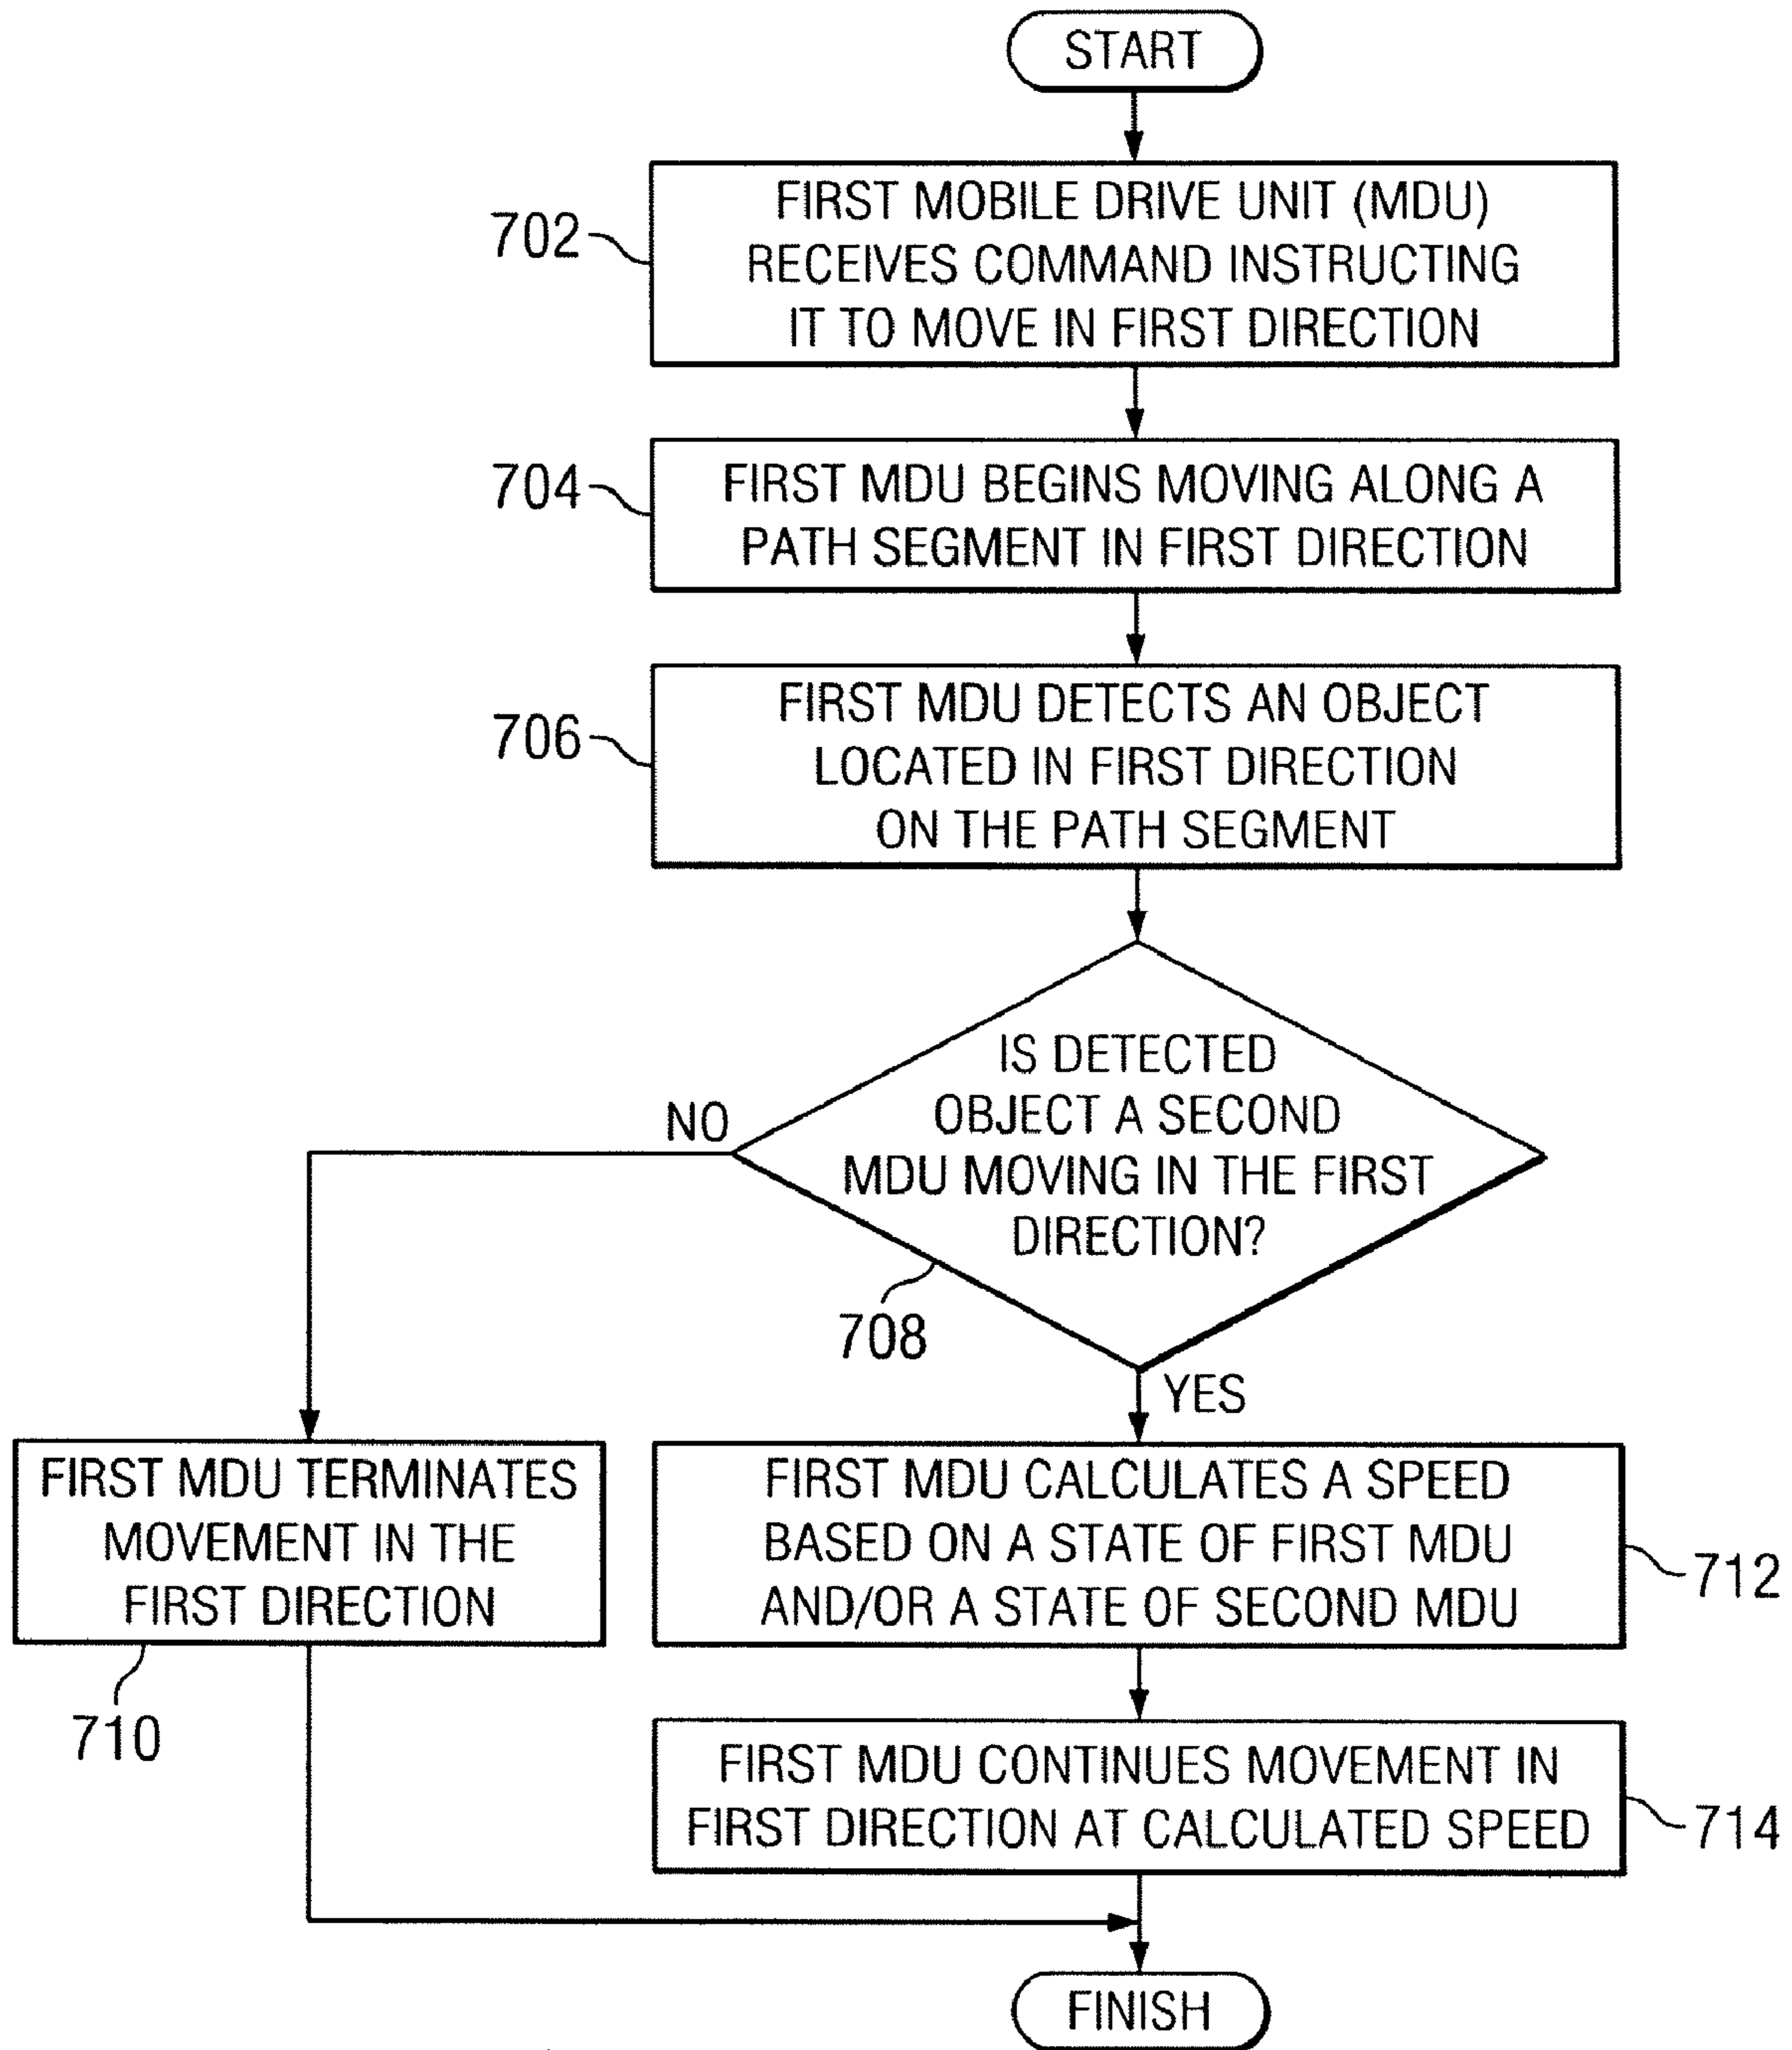 START
702
FIRST MOBILE DRIVE UNIT (MDU)
RECEIVES COMMAND INSTRUCTING
IT TO MOVE IN FIRST DIRECTION
704
FIRST MDU BEGINS MOVING ALONG A
PATH SEGMENT IN FIRST DIRECTION
706
FIRST MDU DETECTS AN OBJECT
LOCATED IN FIRST DIRECTION
ON THE PATH SEGMENT
IS DETECTED
OBJECT A SECOND
MDU MOVING IN THE FIRST
DIRECTION?
708
NO
YES
FIRST MDU TERMINATES
MOVEMENT IN THE
FIRST DIRECTION
710
FIRST MDU CALCULATES A SPEED
BASED ON A STATE OF FIRST MDU
AND/OR A STATE OF SECOND MDU
712
FIRST MDU CONTINUES MOVEMENT IN
FIRST DIRECTION AT CALCULATED SPEED
714
FINISH